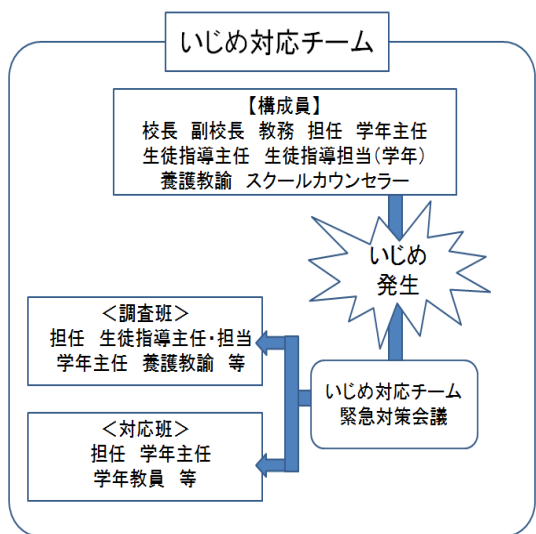 いじめ対応チーム
【構成員】
校長 副校長 教務 担任 学年主任
生徒指導主任 生徒指導担当（学年）
養護教諭 スクールカウンセラー
いじめ
発生
＜調査班＞
担任 生徒指導主任・担当
学年主任 養護教諭 等
いじめ対応チーム
緊急対策会議
＜対応班＞
担任 学年主任
学年教員 等